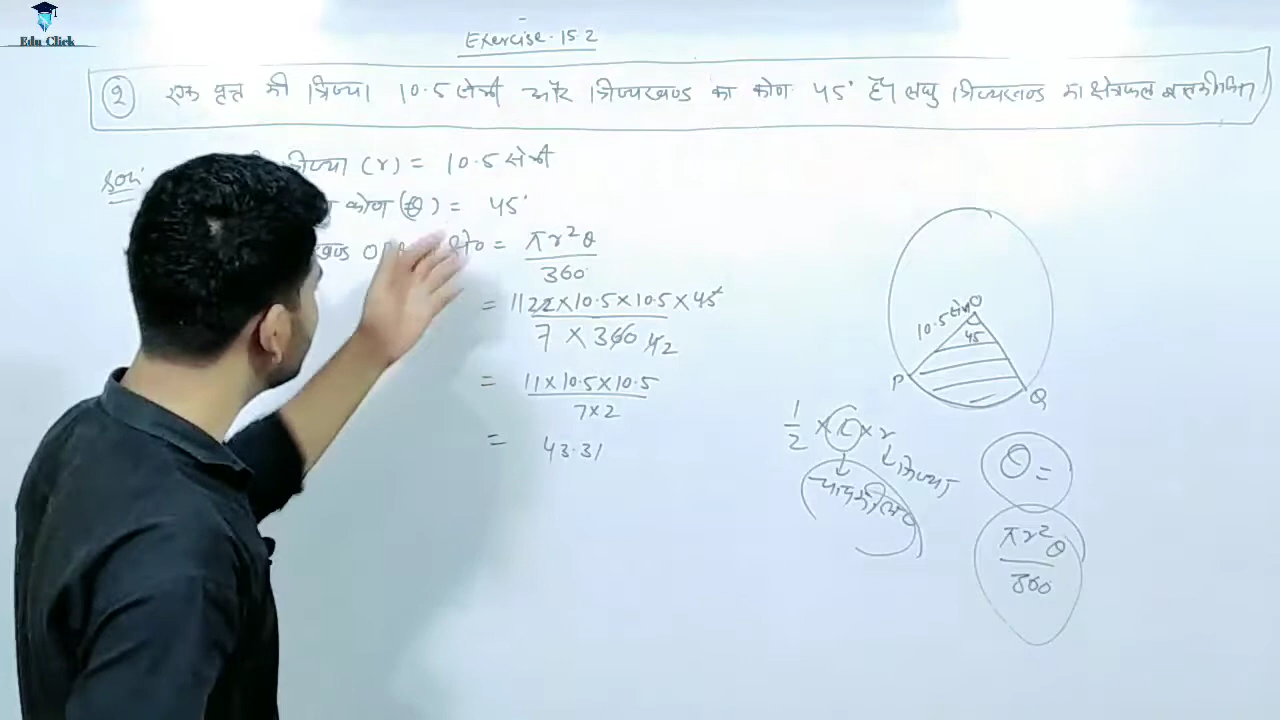 Edu Click
Exercise-15.2
2 एक वृत्त की त्रिज्या 10.5 सेमी और त्रिज्यखण्ड का कोण 45° है। लघु त्रिज्यखण्ड का क्षेत्रफल
Soln
त्रिज्या (r) = 10.5 सेमी
कोण (θ) = 45°
= πr²θ
360
= 11 22 × 10.5 × 10.5 × 45
7 × 360 2
= 11 × 10.5 × 10.5
7 × 2
= 43.31
O
10.5 सेमी
45
P
Q
1/2 × l × r
त्रिज्या
θ =
πr²θ
360